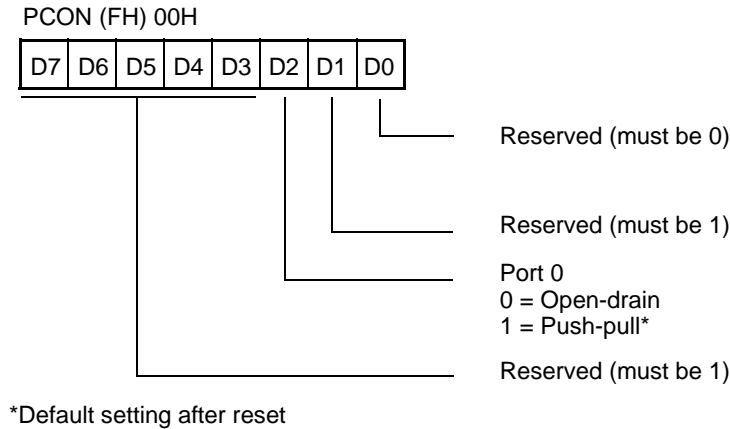 PCON (FH) 00H
D7 D6 D5 D4 D3 D2 D1 D0
Reserved (must be 0)
Reserved (must be 1)
Port 0
0 = Open-drain
1 = Push-pull*
Reserved (must be 1)
*Default setting after reset